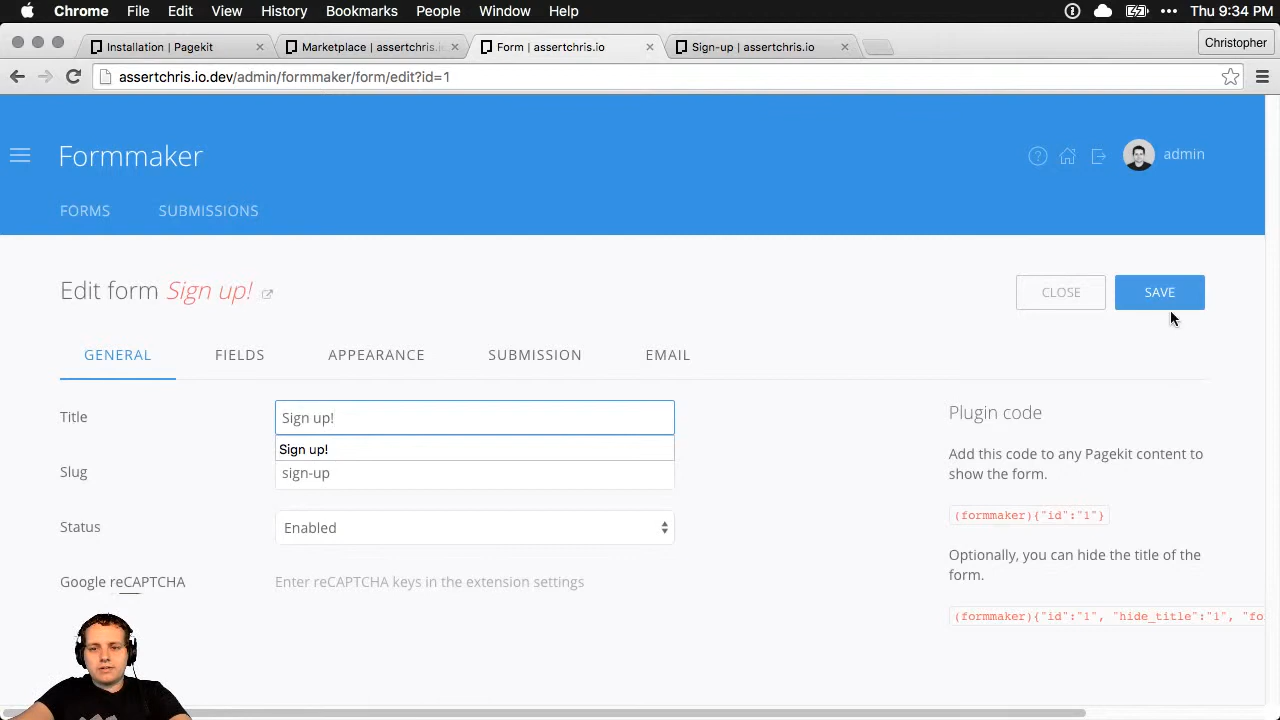 Chrome File Edit View History Bookmarks People Window Help Thu 9:34 PM
Installation | Pagekit
Marketplace | assertchris.i
Form | assertchris.io
Sign-up | assertchris.io
Christopher
assertchris.io.dev/admin/formmaker/form/edit?id=1
Formmaker
admin
FORMS SUBMISSIONS
Edit form Sign up!
CLOSE SAVE
GENERAL FIELDS APPEARANCE SUBMISSION EMAIL
Title
Sign up!
Sign up!
Slug
sign-up
Status
Enabled
Google reCAPTCHA
Enter reCAPTCHA keys in the extension settings
Plugin code
Add this code to any Pagekit content to
show the form.
(formmaker){"id":"1"}
Optionally, you can hide the title of the
form.
(formmaker){"id":"1", "hide_title":"1", "fo